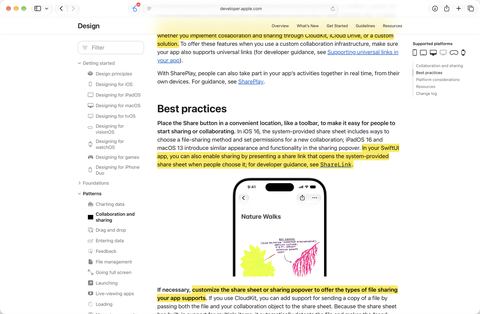 developer.apple.com
Design
Overview
What's New
Get Started
Guidelines
Resources
Filter
Getting started
Design principles
Designing for iOS
Designing for iPadOS
Designing for macOS
Designing for tvOS
Designing for
visionOS
Designing for
watchOS
Designing for games
Designing for iPhone
Duo
Foundations
Patterns
Charting data
Collaboration and
sharing
Drag and drop
Entering data
Feedback
File management
Going full screen
Launching
Live-viewing apps
Loading
whether you implement collaboration and sharing through CloudKit, iCloud Drive, or a custom
solution. To offer these features when you use a custom collaboration infrastructure, make sure
your app also supports universal links (for developer guidance, see Supporting universal links in
your app).
With SharePlay, people can also take part in your app's activities together in real time, from their
own devices. For guidance, see SharePlay.
Best practices
Place the Share button in a convenient location, like a toolbar, to make it easy for people to
start sharing or collaborating. In iOS 16, the system-provided share sheet includes ways to
choose a file-sharing method and set permissions for a new collaboration; iPadOS 16 and
macOS 13 introduce similar appearance and functionality in the sharing popover. In your SwiftUI
app, you can also enable sharing by presenting a share link that opens the system-provided
share sheet when people choose it; for developer guidance, see ShareLink.
9:41
Nature Walks
If necessary, customize the share sheet or sharing popover to offer the types of file sharing
your app supports. If you use CloudKit, you can add support for sending a copy of a file by
passing both the file and your collaboration object to the share sheet. Because the share sheet
Supported platforms
Collaboration and sharing
Best practices
Platform considerations
Resources
Change log